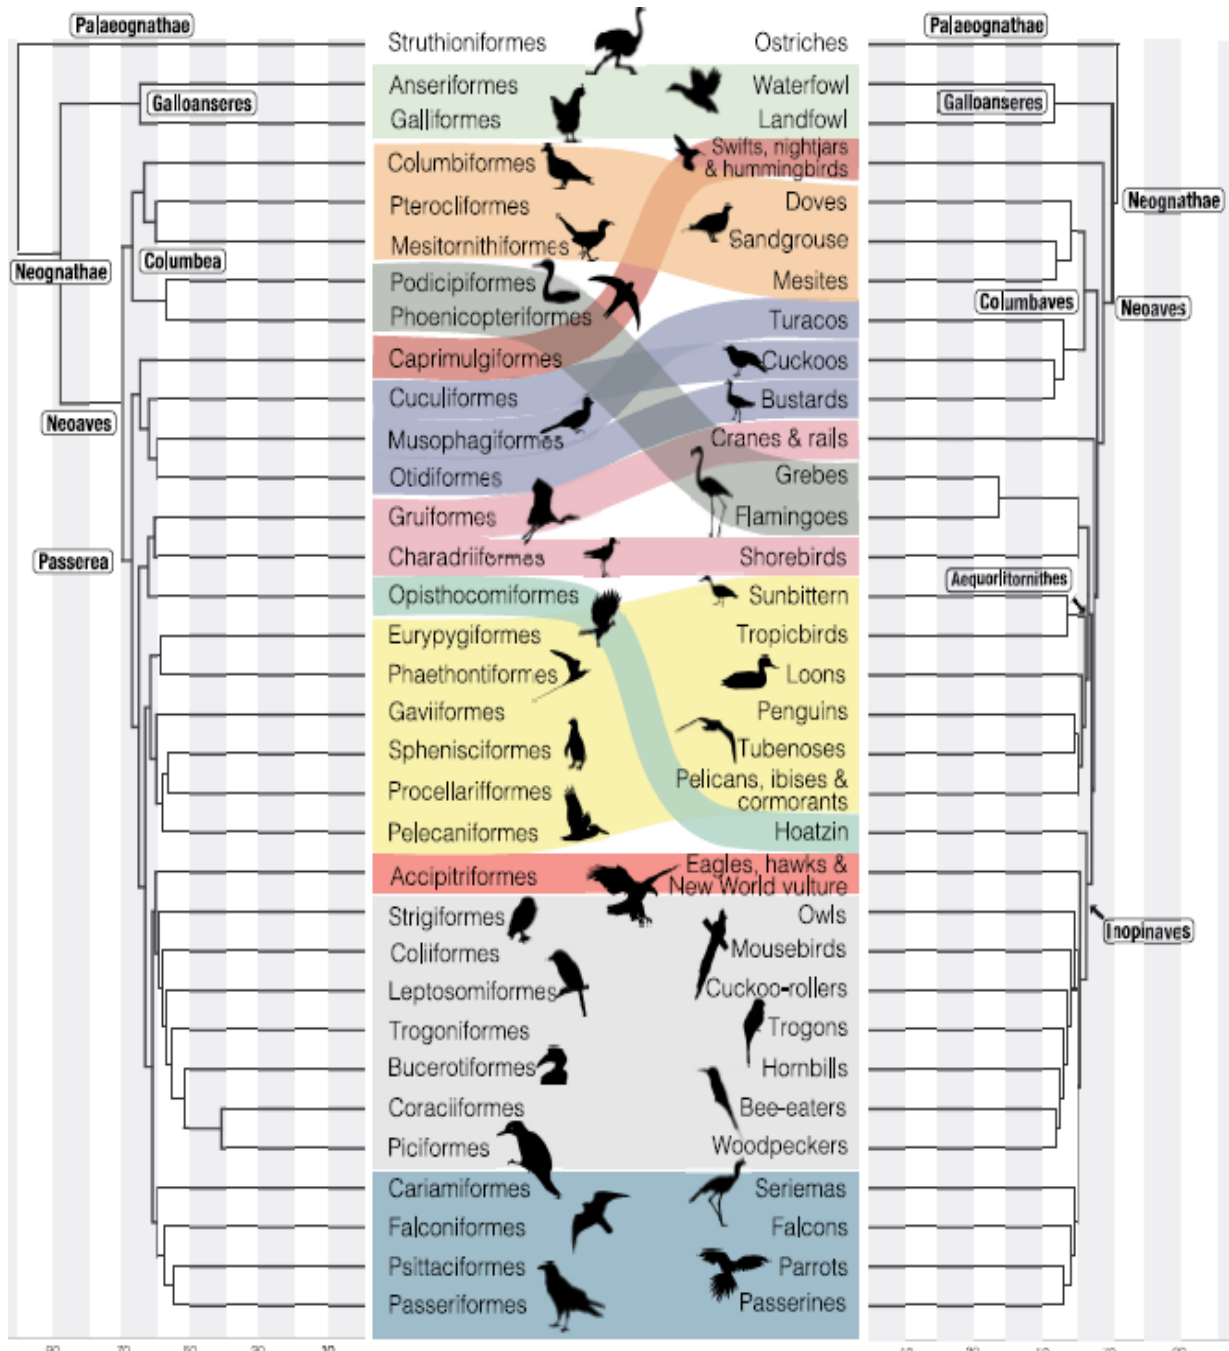 Palaeognathae
Palaeognathae
Struthioniformes
Ostriches
Anseriformes
Waterfowl
Galloanseres
Galloanseres
Galliformes
Landfowl
Swifts, nightjars
& hummingbirds
Columbiformes
Pterocliformes
Doves
Neognathae
Mesitornithiformes
Sandgrouse
Columbea
Neognathae
Podicipiformes
Mesites
Columbaves
Neoaves
Phoenicopteriformes
Turacos
Caprimulgiformes
Cuckoos
Cuculiformes
Bustards
Neoaves
Musophagiformes
Cranes & rails
Otidiformes
Grebes
Gruiformes
Flamingoes
Passerea
Charadriiformes
Shorebirds
Aequorlitornithes
Opisthocomiformes
Sunbittern
Eurypygiformes
Tropicbirds
Phaethontiformes
Loons
Gaviiformes
Penguins
Sphenisciformes
Tubenoses
Procellariifformes
Pelicans, ibises &
cormorants
Pelecaniformes
Hoatzin
Accipitriformes
Eagles, hawks &
New World vulture
Strigiformes
Owls
Inopinaves
Coliiformes
Mousebirds
Leptosomiformes
Cuckoo-rollers
Trogoniformes
Trogons
Bucerotiformes
Hornbills
Coraciiformes
Bee-eaters
Piciformes
Woodpeckers
Cariamiformes
Seriemas
Falconiformes
Falcons
Psittaciformes
Parrots
Passeriformes
Passerines